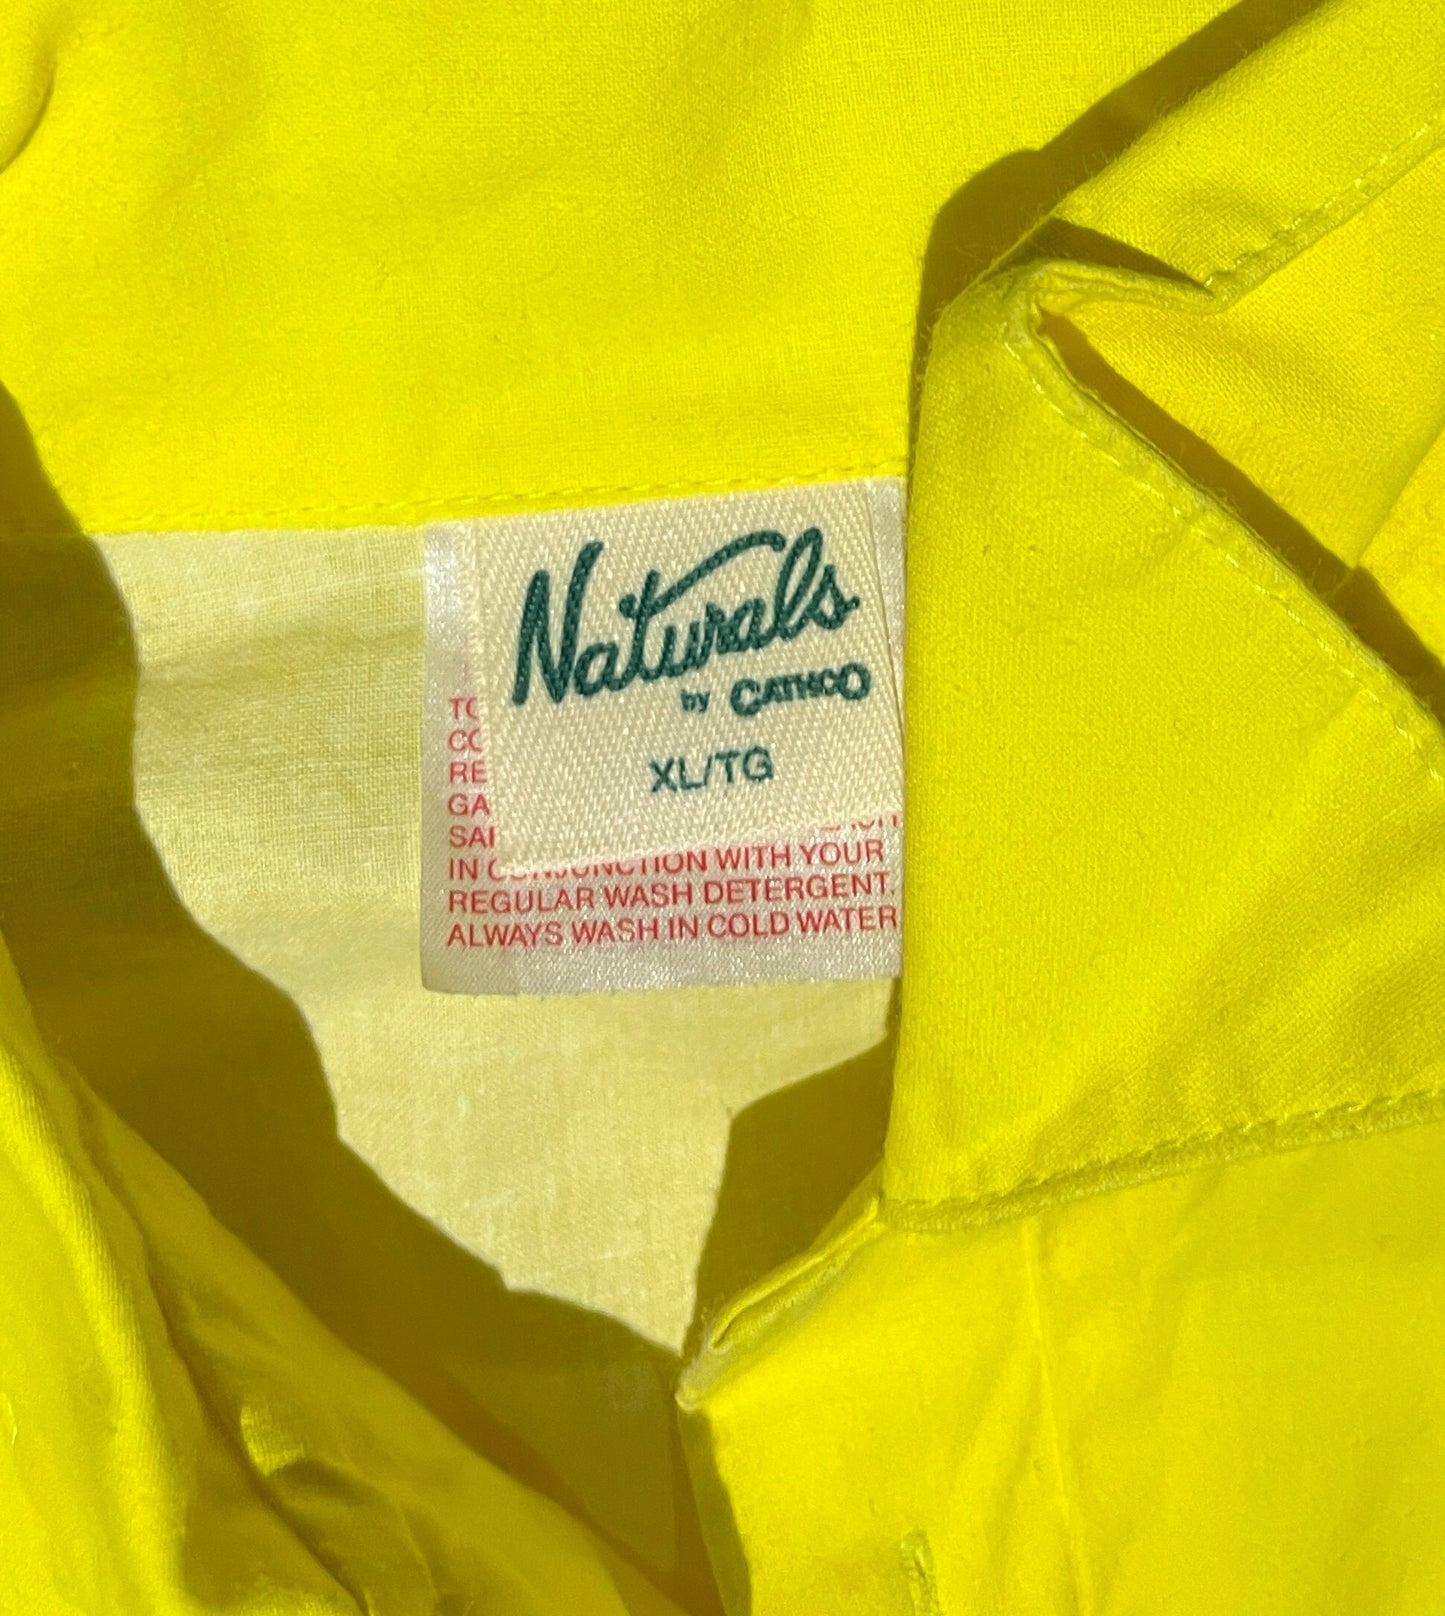 Naturals
by CATHCO
XL/TG
IN CONJUNCTION WITH YOUR
REGULAR WASH DETERGENT.
ALWAYS WASH IN COLD WATER